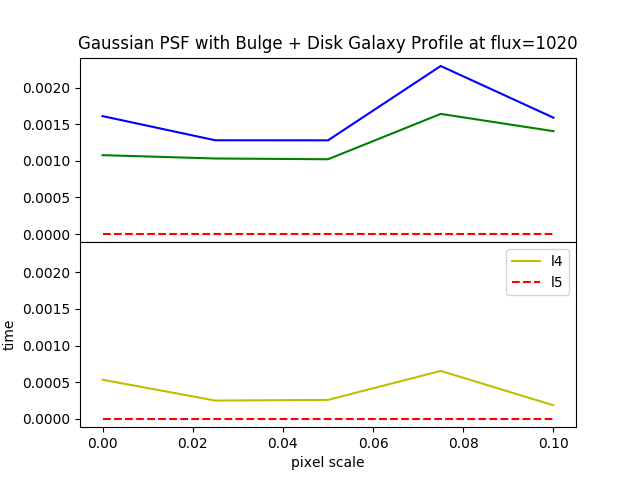 Gaussian PSF with Bulge + Disk Galaxy Profile at flux=1020
0.0020
0.0015
0.0010
0.0005
0.0000
l4
l5
0.0020
0.0015
0.0010
0.0005
0.0000
time
0.00 0.02 0.04 0.06 0.08 0.10
pixel scale